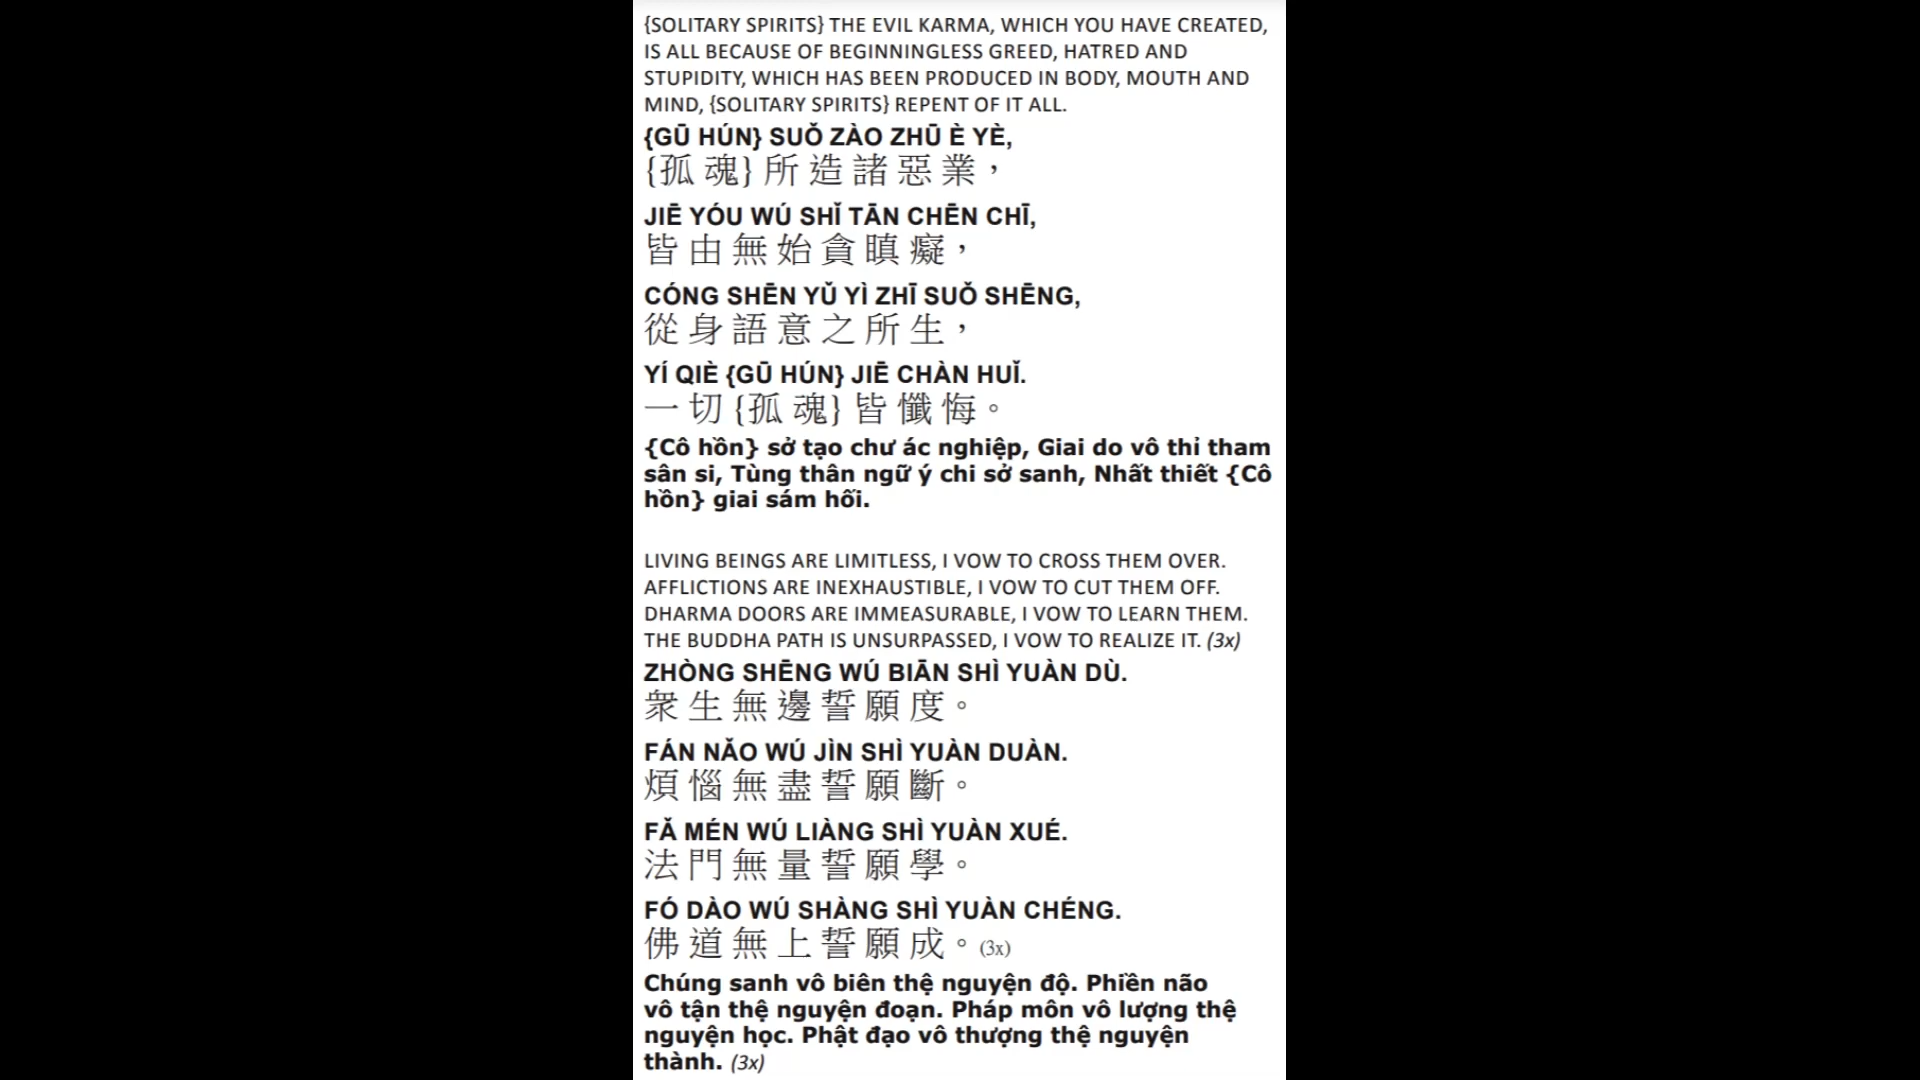 {SOLITARY SPIRITS} THE EVIL KARMA, WHICH YOU HAVE CREATED,
IS ALL BECAUSE OF BEGINNINGLESS GREED, HATRED AND
STUPIDITY, WHICH HAS BEEN PRODUCED IN BODY, MOUTH AND
MIND, {SOLITARY SPIRITS} REPENT OF IT ALL.
{GŪ HÚN} SUǑ ZÀO ZHŪ È YÈ,
{孤 魂} 所 造 諸 惡 業，
JIĒ YÓU WÚ SHǏ TĀN CHĒN CHĪ,
皆 由 無 始 貪 瞋 癡，
CÓNG SHĒN YǓ YÌ ZHĪ SUǑ SHĒNG,
從 身 語 意 之 所 生，
YÍ QIÈ {GŪ HÚN} JIĒ CHÀN HUǏ.
一 切 {孤 魂} 皆 懺 悔。
{Cô hồn} sở tạo chư ác nghiệp, Giai do vô thỉ tham
sân si, Tùng thân ngữ ý chi sở sanh, Nhất thiết {Cô
hồn} giai sám hối.
LIVING BEINGS ARE LIMITLESS, I VOW TO CROSS THEM OVER.
AFFLICTIONS ARE INEXHAUSTIBLE, I VOW TO CUT THEM OFF.
DHARMA DOORS ARE IMMEASURABLE, I VOW TO LEARN THEM.
THE BUDDHA PATH IS UNSURPASSED, I VOW TO REALIZE IT. (3x)
ZHÒNG SHĒNG WÚ BIĀN SHÌ YUÀN DÙ.
衆 生 無 邊 誓 願 度。
FÁN NǍO WÚ JÌN SHÌ YUÀN DUÀN.
煩 惱 無 盡 誓 願 斷。
FǍ MÉN WÚ LIÀNG SHÌ YUÀN XUÉ.
法 門 無 量 誓 願 學。
FÓ DÀO WÚ SHÀNG SHÌ YUÀN CHÉNG.
佛 道 無 上 誓 願 成。(3x)
Chúng sanh vô biên thệ nguyện độ. Phiền não
vô tận thệ nguyện đoạn. Pháp môn vô lượng thệ
nguyện học. Phật đạo vô thượng thệ nguyện
thành. (3x)